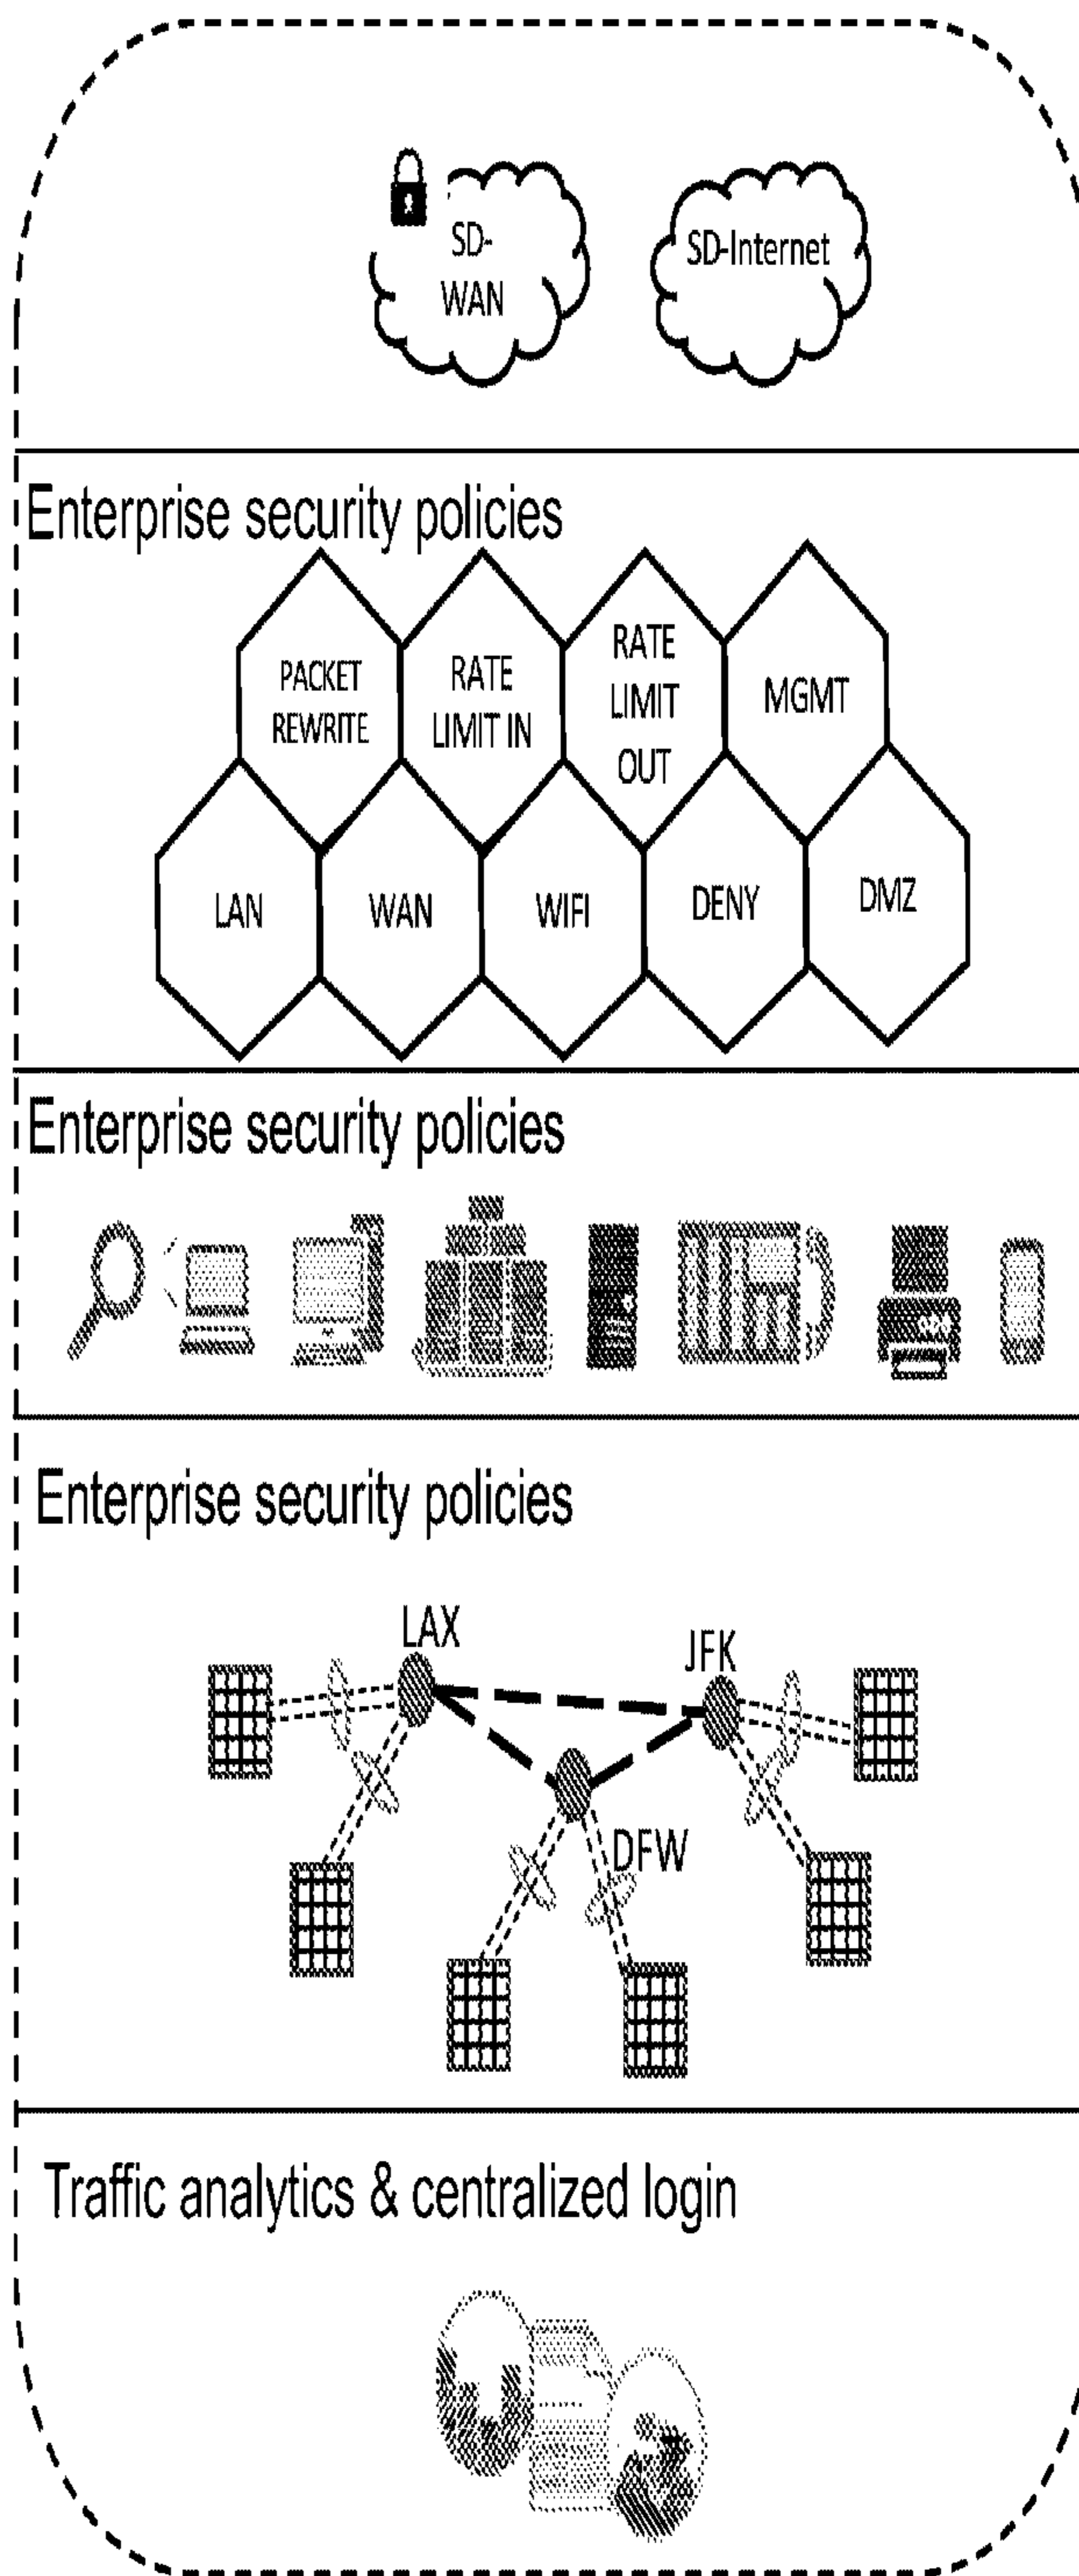 SD-
WAN
SD-Internet
Enterprise security policies
PACKET
REWRITE
RATE
LIMIT IN
RATE
LIMIT
OUT
MGMT
LAN
WAN
WIFI
DENY
DMZ
Enterprise security policies
Enterprise security policies
LAX
JFK
DFW
Traffic analytics & centralized login